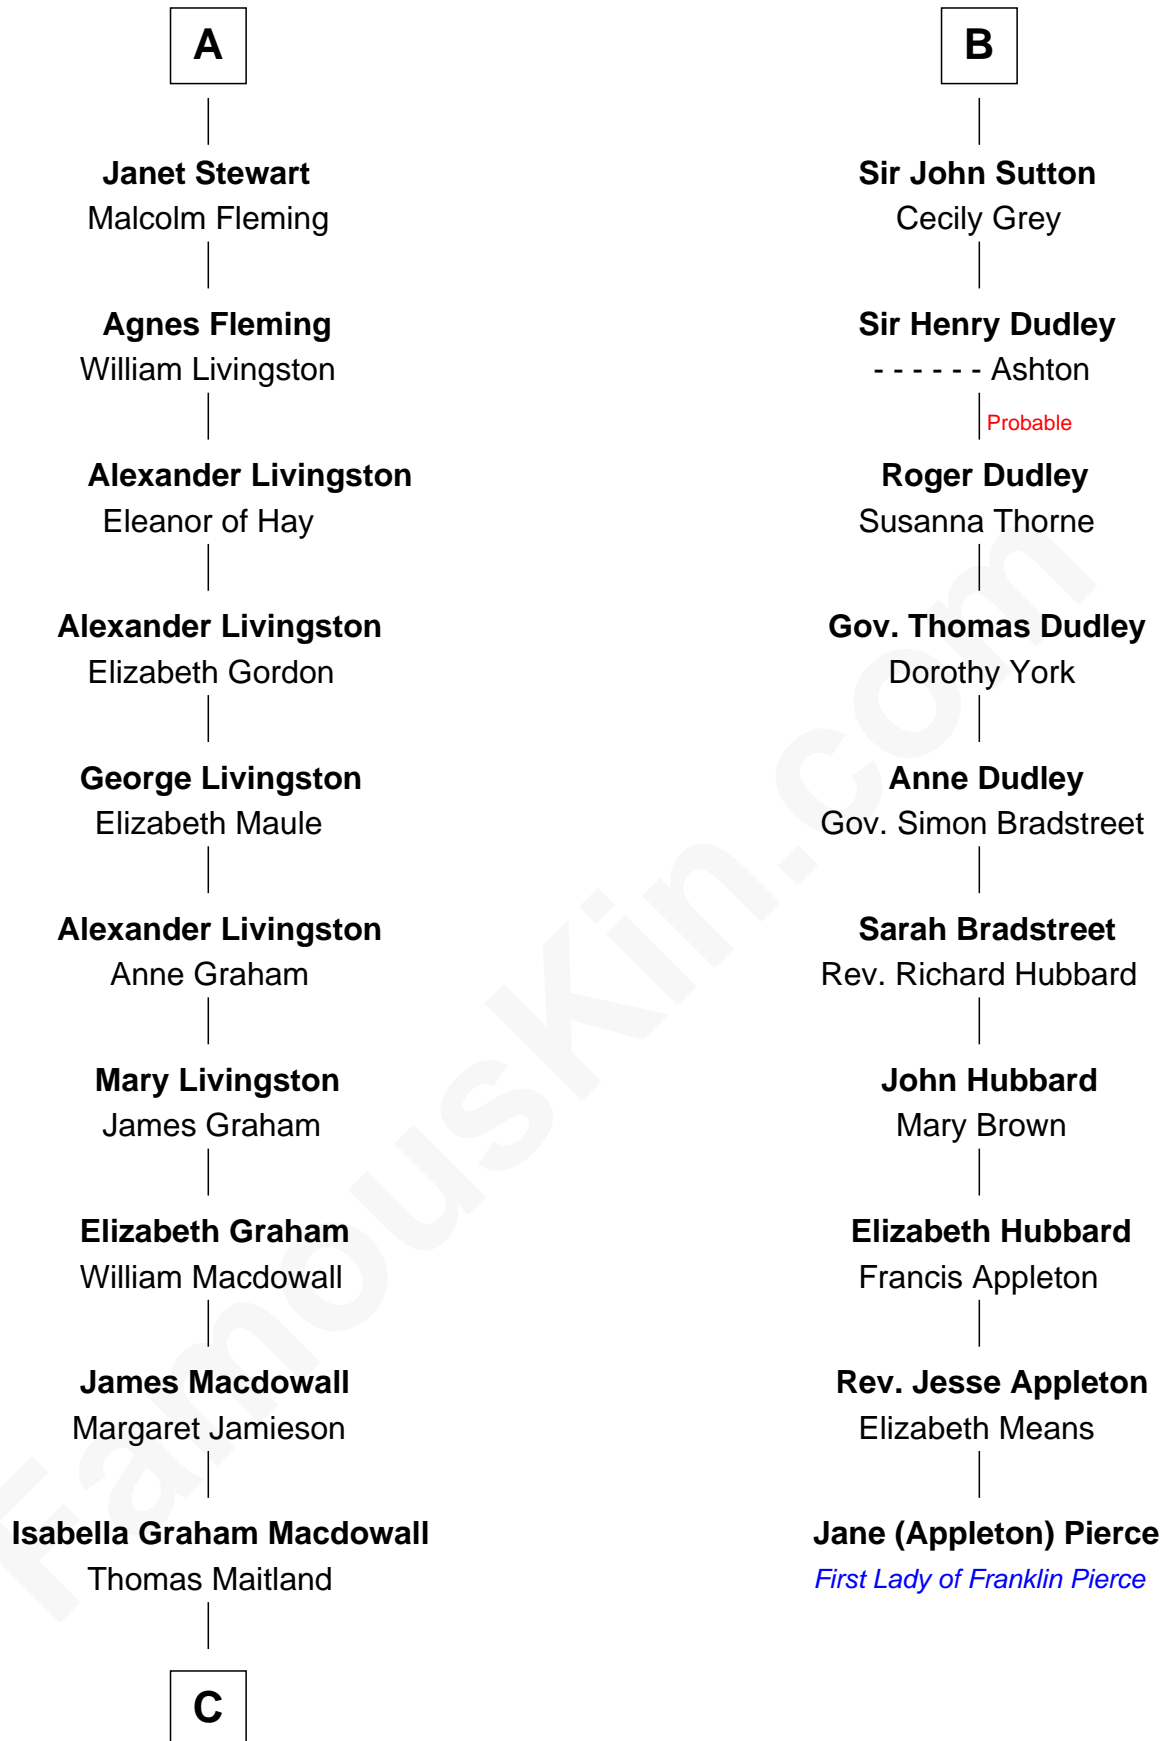 A
Janet Stewart
Malcolm Fleming
Agnes Fleming
William Livingston
Alexander Livingston
Eleanor of Hay
Alexander Livingston
Elizabeth Gordon
George Livingston
Elizabeth Maule
Alexander Livingston
Anne Graham
Mary Livingston
James Graham
Elizabeth Graham
William Macdowall
James Macdowall
Margaret Jamieson
Isabella Graham Macdowall
Thomas Maitland
C
B
Sir John Sutton
Cecily Grey
Sir Henry Dudley
- - - - - - Ashton
Probable
Roger Dudley
Susanna Thorne
Gov. Thomas Dudley
Dorothy York
Anne Dudley
Gov. Simon Bradstreet
Sarah Bradstreet
Rev. Richard Hubbard
John Hubbard
Mary Brown
Elizabeth Hubbard
Francis Appleton
Rev. Jesse Appleton
Elizabeth Means
Jane (Appleton) Pierce
First Lady of Franklin Pierce
FamousKin.com